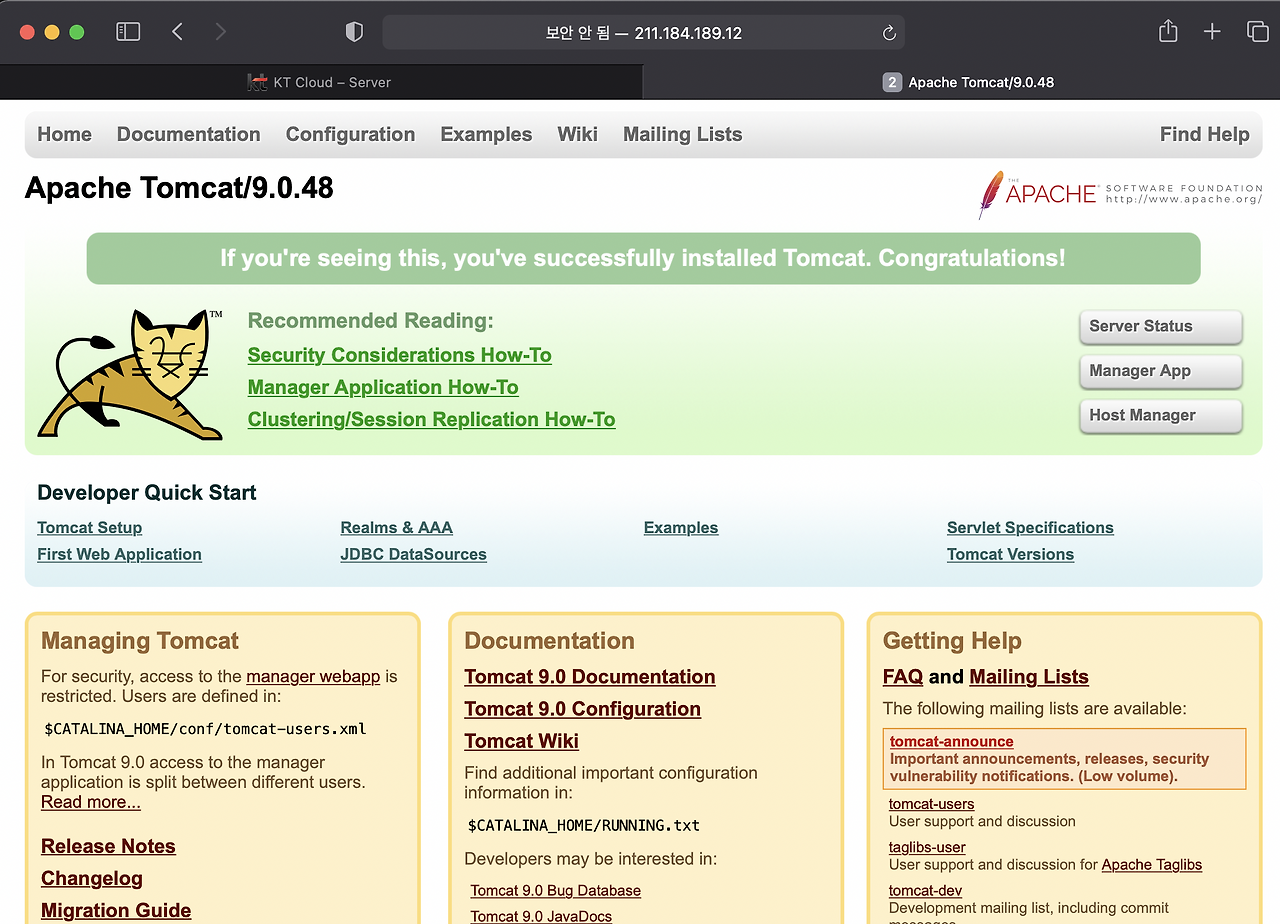 보안 안 됨 — 211.184.189.12
kt KT Cloud – Server
2 Apache Tomcat/9.0.48
Home Documentation Configuration Examples Wiki Mailing Lists Find Help
Apache Tomcat/9.0.48
THE APACHE® SOFTWARE FOUNDATION
http://www.apache.org/
If you're seeing this, you've successfully installed Tomcat. Congratulations!
TM
Recommended Reading:
Security Considerations How-To
Manager Application How-To
Clustering/Session Replication How-To
Server Status
Manager App
Host Manager
Developer Quick Start
Tomcat Setup
First Web Application
Realms & AAA
JDBC DataSources
Examples
Servlet Specifications
Tomcat Versions
Managing Tomcat
For security, access to the manager webapp is
restricted. Users are defined in:
$CATALINA_HOME/conf/tomcat-users.xml
In Tomcat 9.0 access to the manager
application is split between different users.
Read more...
Release Notes
Changelog
Migration Guide
Documentation
Tomcat 9.0 Documentation
Tomcat 9.0 Configuration
Tomcat Wiki
Find additional important configuration
information in:
$CATALINA_HOME/RUNNING.txt
Developers may be interested in:
Tomcat 9.0 Bug Database
Tomcat 9.0 JavaDocs
Getting Help
FAQ and Mailing Lists
The following mailing lists are available:
tomcat-announce
Important announcements, releases, security
vulnerability notifications. (Low volume).
tomcat-users
User support and discussion
taglibs-user
User support and discussion for Apache Taglibs
tomcat-dev
Development mailing list, including commit